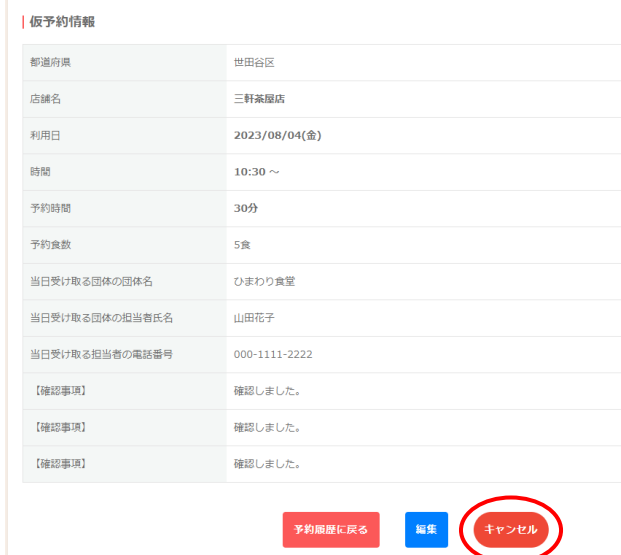 仮予約情報
都道府県 世田谷区
店舗名 三軒茶屋店
利用日 2023/08/04(金)
時間 10:30 ～
予約時間 30分
予約食数 5食
当日受け取る団体の団体名 ひまわり食堂
当日受け取る団体の担当者氏名 山田花子
当日受け取る担当者の電話番号 000-1111-2222
【確認事項】 確認しました。
【確認事項】 確認しました。
【確認事項】 確認しました。
予約履歴に戻る 編集 キャンセル